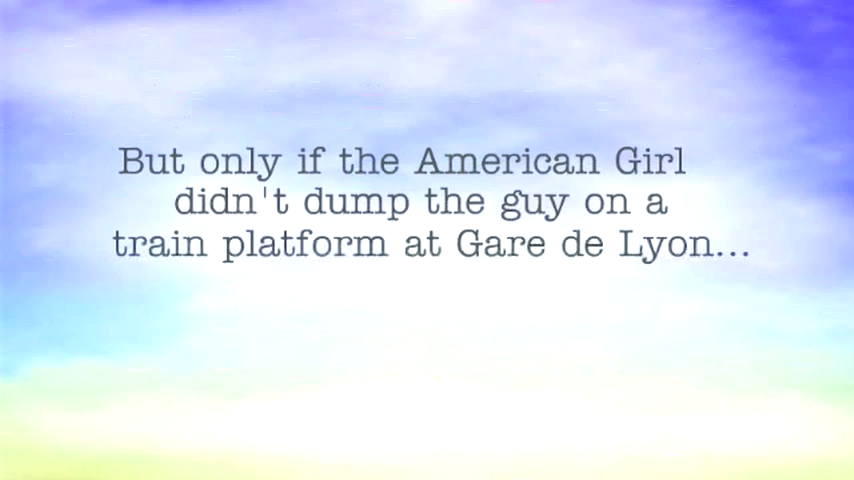 But only if the American Girl
didn't dump the guy on a
train platform at Gare de Lyon...